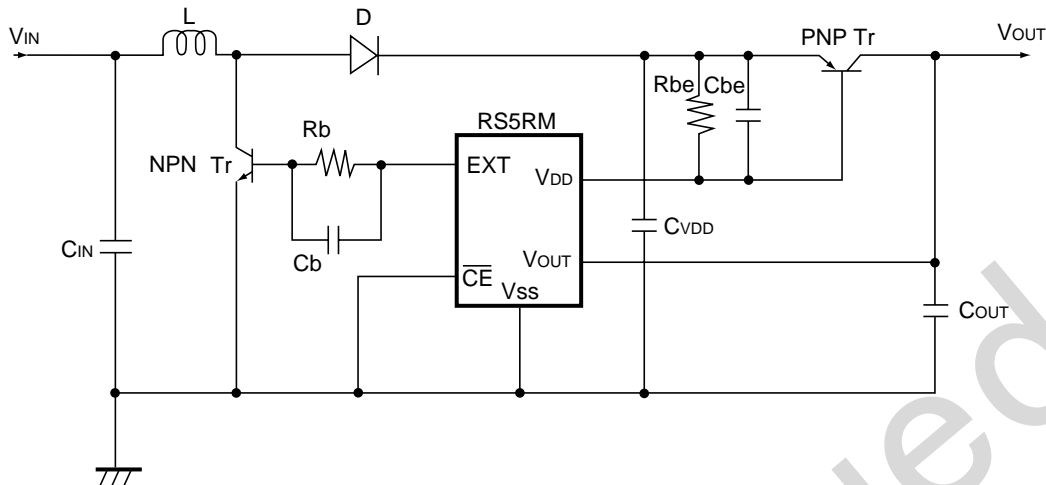 VIN
L
D
PNP Tr
VOUT
Rbe
Cbe
RS5RM
Rb
EXT
NPN Tr
VDD
CVDD
CIN
Cb
VOUT
CE
Vss
COUT
ed